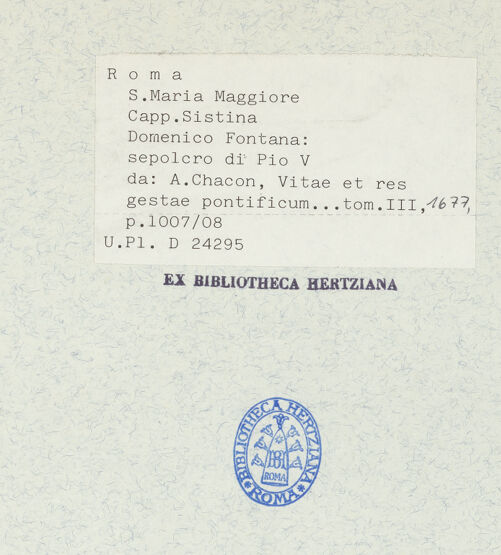 R o m a
S.Maria Maggiore
Capp.Sistina
Domenico Fontana:
sepolcro di Pio V
da: A.Chacon, Vitae et res
gestae pontificum...tom.III,1677,
p.1007/08
U.Pl. D 24295
EX BIBLIOTHECA HERTZIANA
BIBLIOTHECA HERTZIANA
BH
ROMA
ROMA